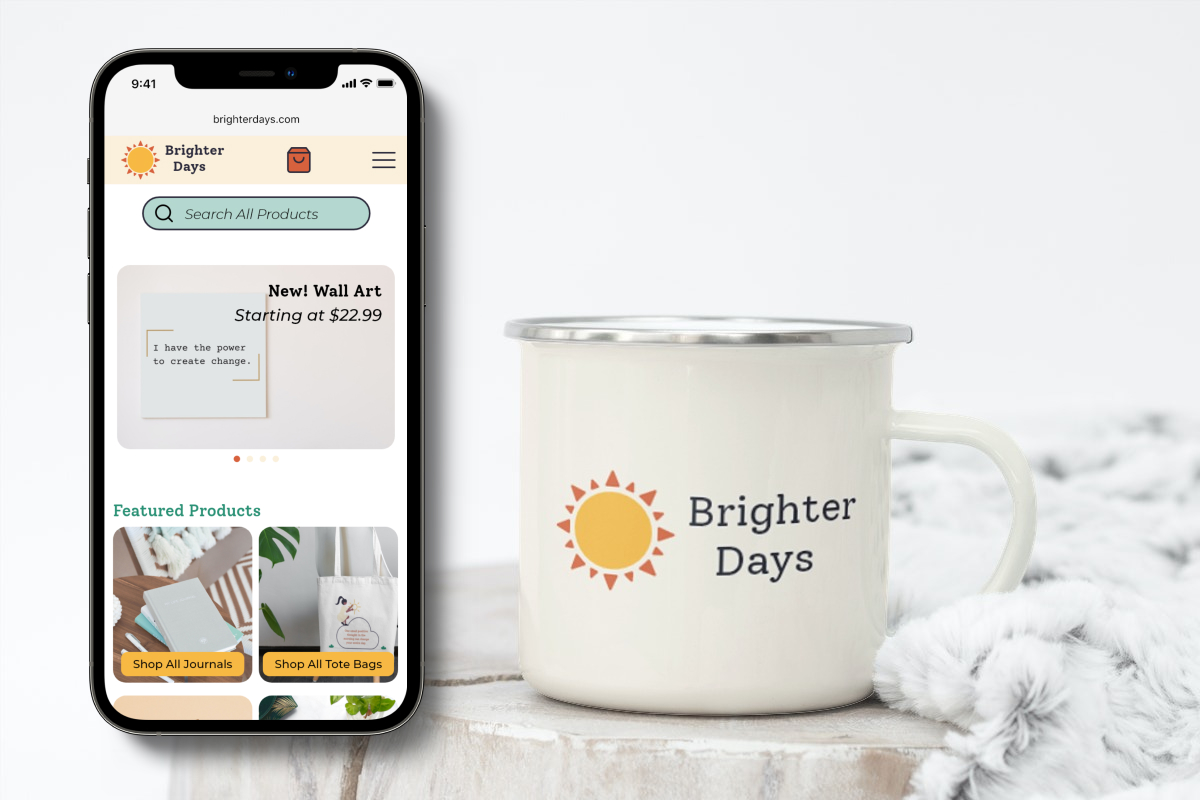 9:41
brighterdays.com
Brighter
Days
Search All Products
New! Wall Art
Starting at $22.99
I have the power
to create change.
Featured Products
Shop All Journals
Shop All Tote Bags
Brighter
Days